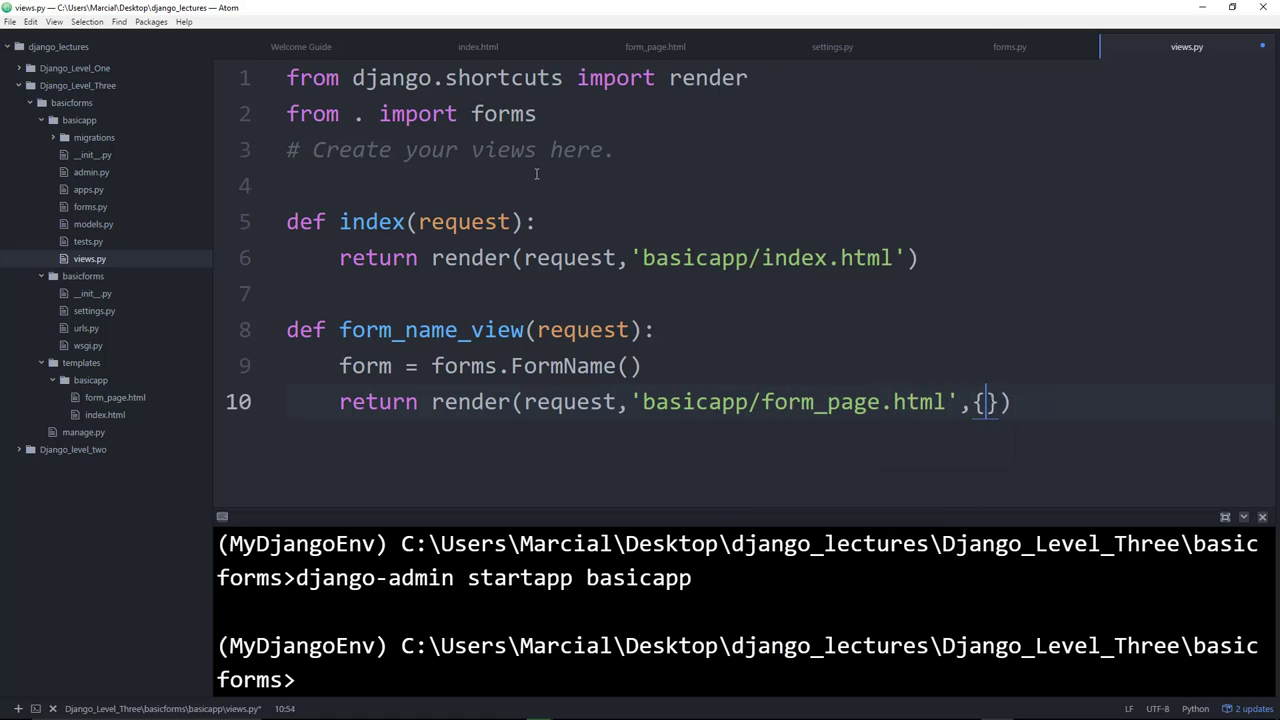 views.py — C:\Users\Marcial\Desktop\django_lectures — Atom
File Edit View Selection Find Packages Help
django_lectures
Django_Level_One
Django_Level_Three
basicforms
basicapp
migrations
__init__.py
admin.py
apps.py
forms.py
models.py
tests.py
views.py
basicforms
__init__.py
settings.py
urls.py
wsgi.py
templates
basicapp
form_page.html
index.html
manage.py
Django_level_two
Welcome Guide index.html form_page.html settings.py forms.py views.py
1 from django.shortcuts import render
2 from . import forms
3 # Create your views here.
4
5 def index(request):
6 return render(request,'basicapp/index.html')
7
8 def form_name_view(request):
9 form = forms.FormName()
10 return render(request,'basicapp/form_page.html',{})
(MyDjangoEnv) C:\Users\Marcial\Desktop\django_lectures\Django_Level_Three\basic
forms>django-admin startapp basicapp
(MyDjangoEnv) C:\Users\Marcial\Desktop\django_lectures\Django_Level_Three\basic
forms>
Django_Level_Three\basicforms\basicapp\views.py* 10:54 LF UTF-8 Python 2 updates